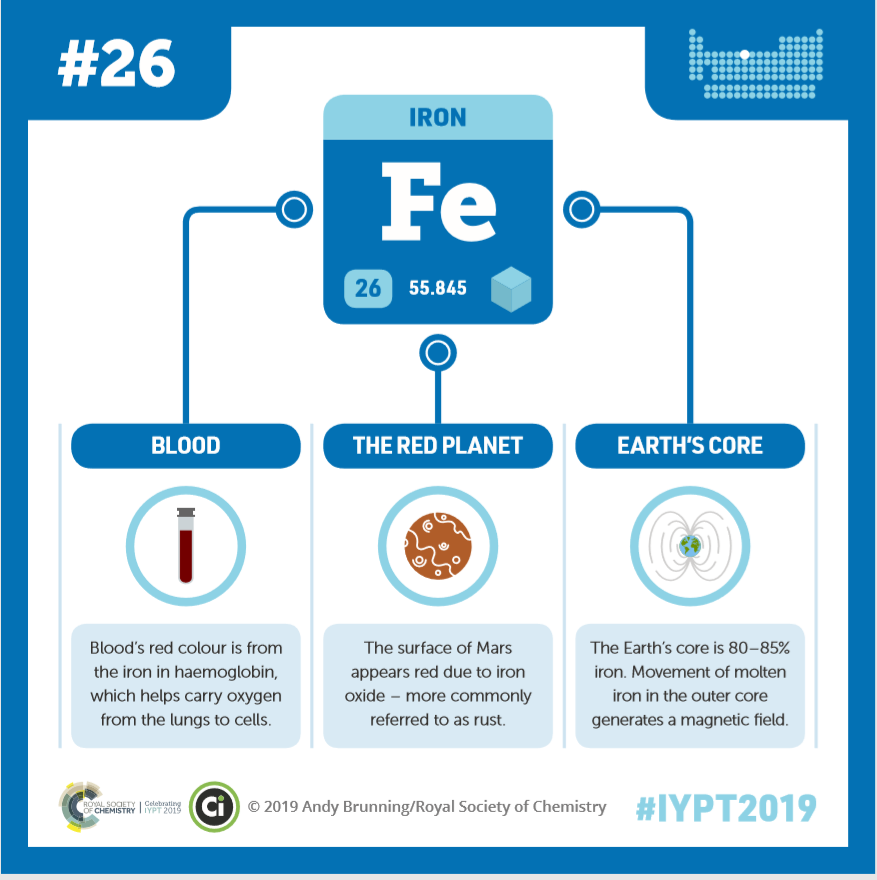 #26
IRON
Fe
26 55.845
BLOOD
THE RED PLANET
EARTH'S CORE
Blood's red colour is from
the iron in haemoglobin,
which helps carry oxygen
from the lungs to cells.
The surface of Mars
appears red due to iron
oxide – more commonly
referred to as rust.
The Earth's core is 80–85%
iron. Movement of molten
iron in the outer core
generates a magnetic field.
ROYAL SOCIETY
OF CHEMISTRY
Celebrating
IYPT 2019
Ci
© 2019 Andy Brunning/Royal Society of Chemistry
#IYPT2019